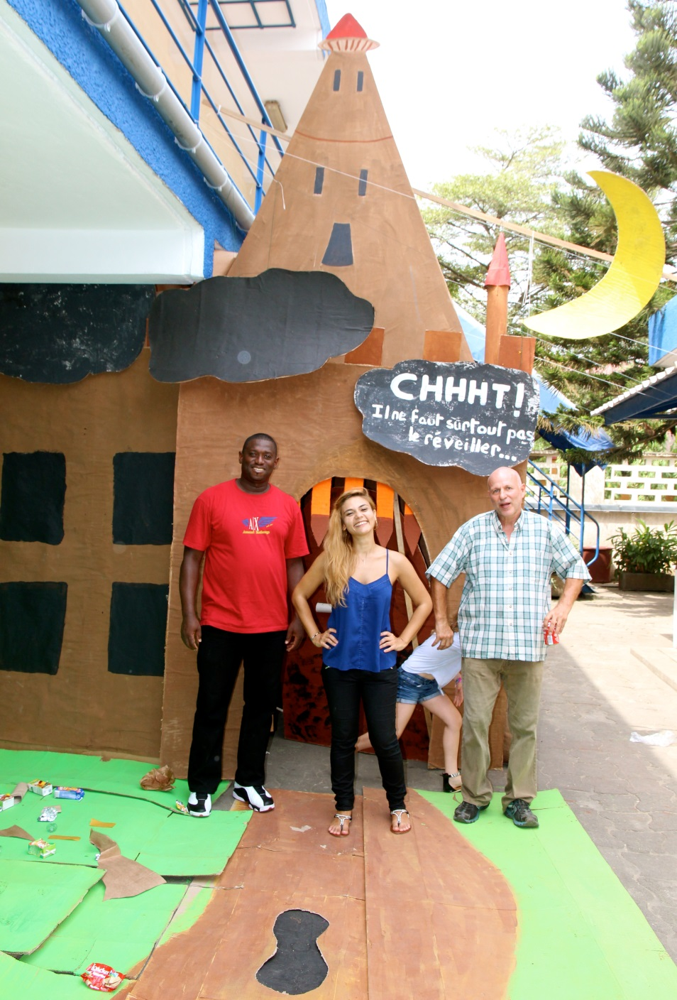 CHHHT!
Il ne faut surtout pas
le réveiller...
A|X